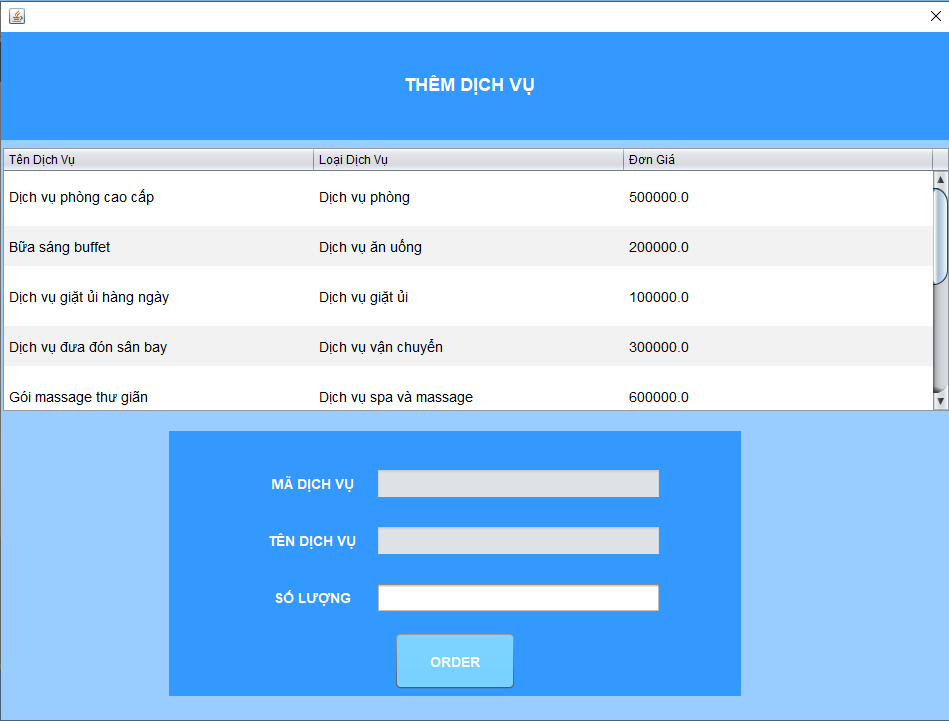 THÊM DỊCH VỤ
Tên Dịch Vụ Loại Dịch Vụ Đơn Giá
Dịch vụ phòng cao cấp Dịch vụ phòng 500000.0
Bữa sáng buffet Dịch vụ ăn uống 200000.0
Dịch vụ giặt ủi hàng ngày Dịch vụ giặt ủi 100000.0
Dịch vụ đưa đón sân bay Dịch vụ vận chuyển 300000.0
Gói massage thư giãn Dịch vụ spa và massage 600000.0
MÃ DỊCH VỤ
TÊN DỊCH VỤ
SỐ LƯỢNG
ORDER